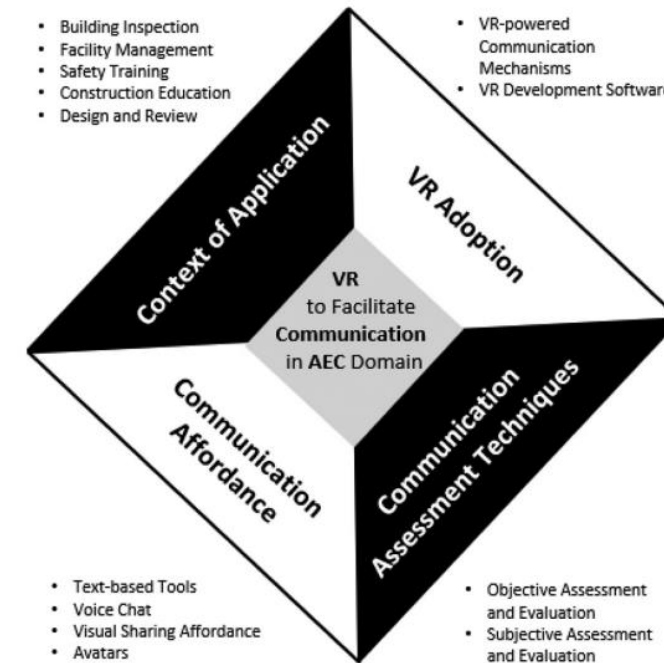 • Building Inspection
• Facility Management
• Safety Training
• Construction Education
• Design and Review
• VR-powered
Communication
Mechanisms
• VR Development Software
Context of Application
VR Adoption
VR
to Facilitate
Communication
in AEC Domain
Communication
Affordance
Communication
Assessment Techniques
• Text-based Tools
• Voice Chat
• Visual Sharing Affordance
• Avatars
• Objective Assessment
and Evaluation
• Subjective Assessment
and Evaluation